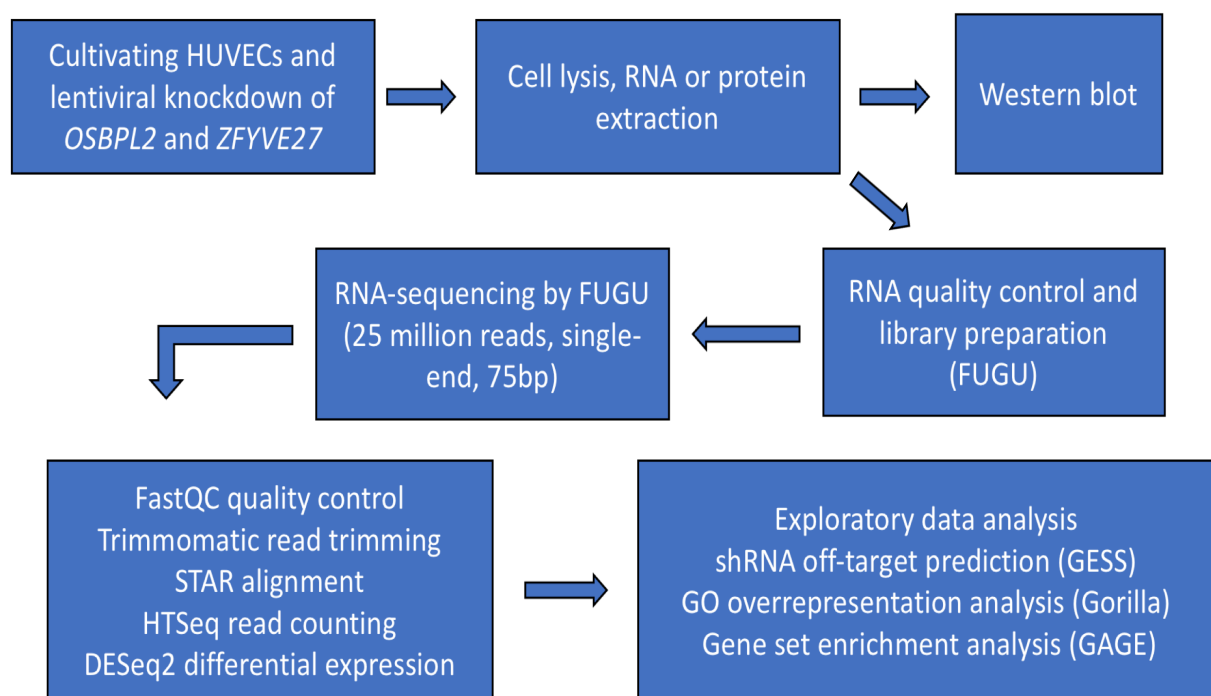 Cultivating HUVECs and
lentiviral knockdown of
OSBPL2 and ZFYVE27
Cell lysis, RNA or protein
extraction
Western blot
RNA quality control and
library preparation
(FUGU)
RNA-sequencing by FUGU
(25 million reads, single-
end, 75bp)
FastQC quality control
Trimmomatic read trimming
STAR alignment
HTSeq read counting
DESeq2 differential expression
Exploratory data analysis
shRNA off-target prediction (GESS)
GO overrepresentation analysis (Gorilla)
Gene set enrichment analysis (GAGE)